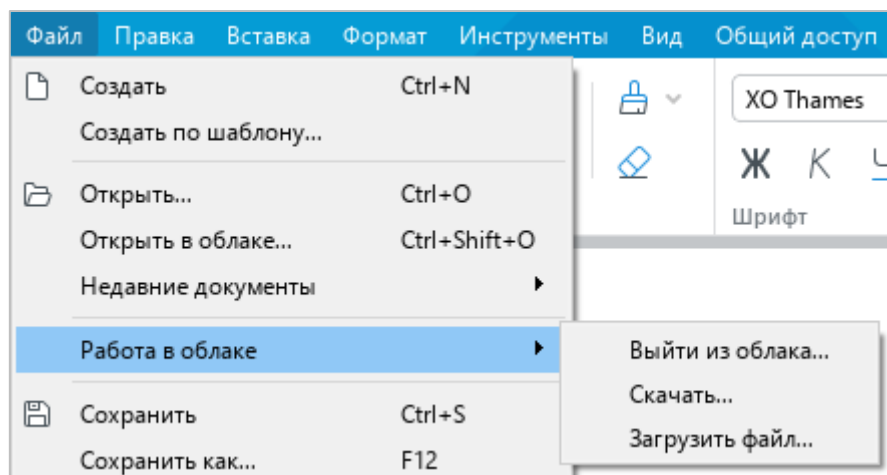 Файл Правка Вставка Формат Инструменты Вид Общий доступ
Создать Ctrl+N
XO Thames
Создать по шаблону...
Ж К
Открыть... Ctrl+O
Шрифт
Открыть в облаке... Ctrl+Shift+O
Недавние документы
Работа в облаке
Выйти из облака...
Скачать...
Сохранить Ctrl+S
Загрузить файл...
Сохранить как... F12